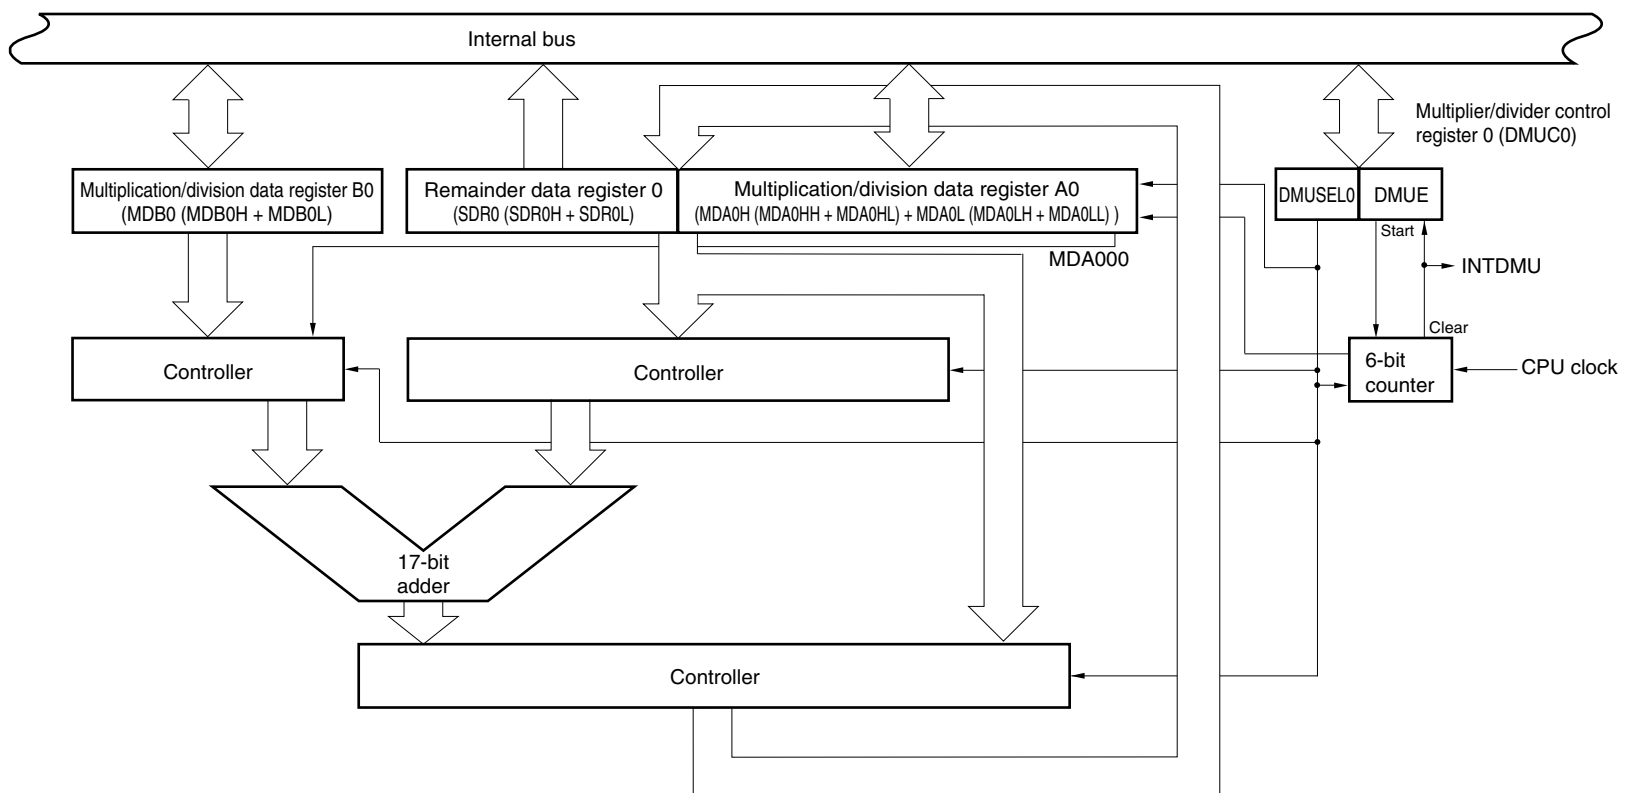 Internal bus
Multiplier/divider control
register 0 (DMUC0)
Multiplication/division data register B0
(MDB0 (MDB0H + MDB0L)
Remainder data register 0
(SDR0 (SDR0H + SDR0L)
Multiplication/division data register A0
(MDA0H (MDA0HH + MDA0HL) + MDA0L (MDA0LH + MDA0LL) )
DMUSEL0
DMUE
Start
MDA000
INTDMU
Clear
Controller
Controller
6-bit
counter
CPU clock
17-bit
adder
Controller